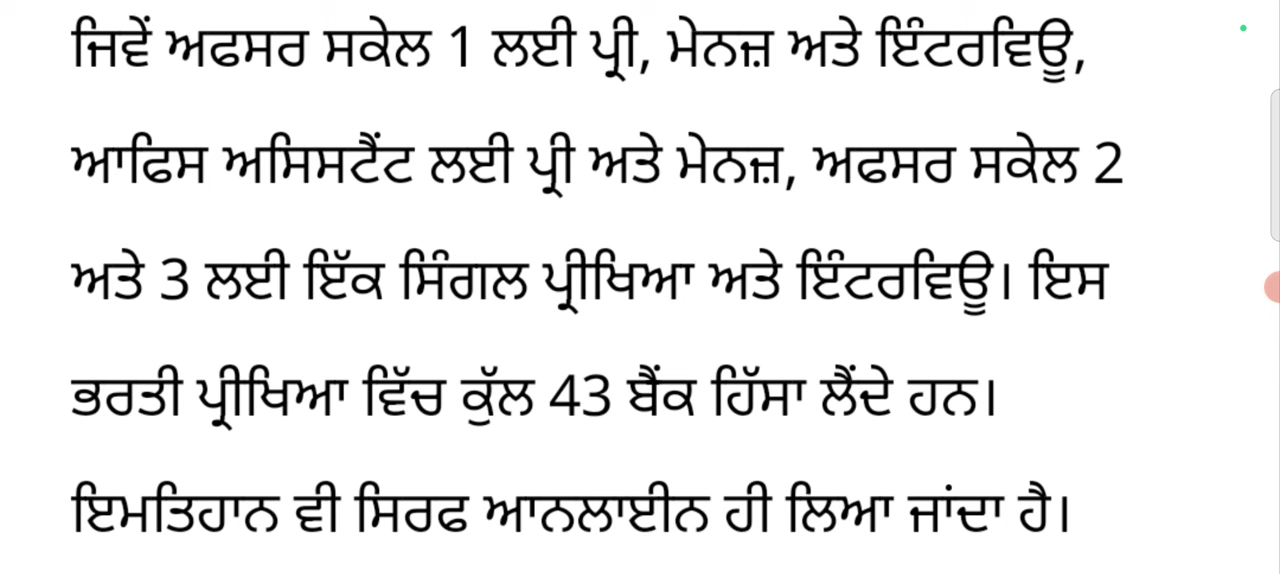 ਜਿਵੇਂ ਅਫਸਰ ਸਕੇਲ 1 ਲਈ ਪ੍ਰੀ, ਮੇਨਜ਼ ਅਤੇ ਇੰਟਰਵਿਊ,
ਆਫਿਸ ਅਸਿਸਟੈਂਟ ਲਈ ਪ੍ਰੀ ਅਤੇ ਮੇਨਜ਼, ਅਫਸਰ ਸਕੇਲ 2
ਅਤੇ 3 ਲਈ ਇੱਕ ਸਿੰਗਲ ਪ੍ਰੀਖਿਆ ਅਤੇ ਇੰਟਰਵਿਊ। ਇਸ
ਭਰਤੀ ਪ੍ਰੀਖਿਆ ਵਿੱਚ ਕੁੱਲ 43 ਬੈਂਕ ਹਿੱਸਾ ਲੈਂਦੇ ਹਨ।
ਇਮਤਿਹਾਨ ਵੀ ਸਿਰਫ ਆਨਲਾਈਨ ਹੀ ਲਿਆ ਜਾਂਦਾ ਹੈ।